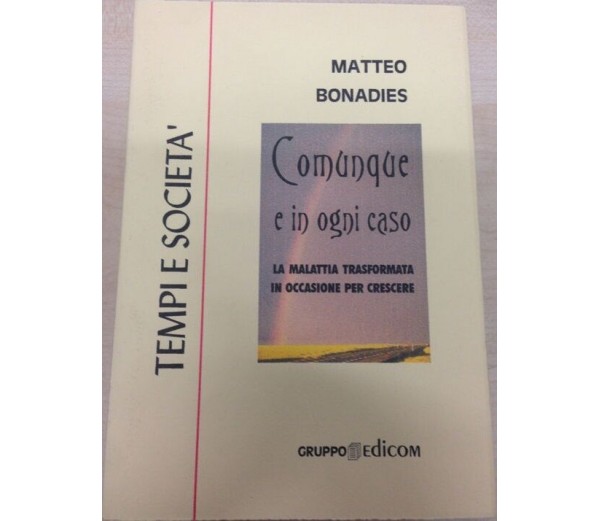 MATTEO
BONADIES
TEMPI E SOCIETA'
Comunque
e in ogni caso
LA MALATTIA TRASFORMATA
IN OCCASIONE PER CRESCERE
GRUPPO EDICOM